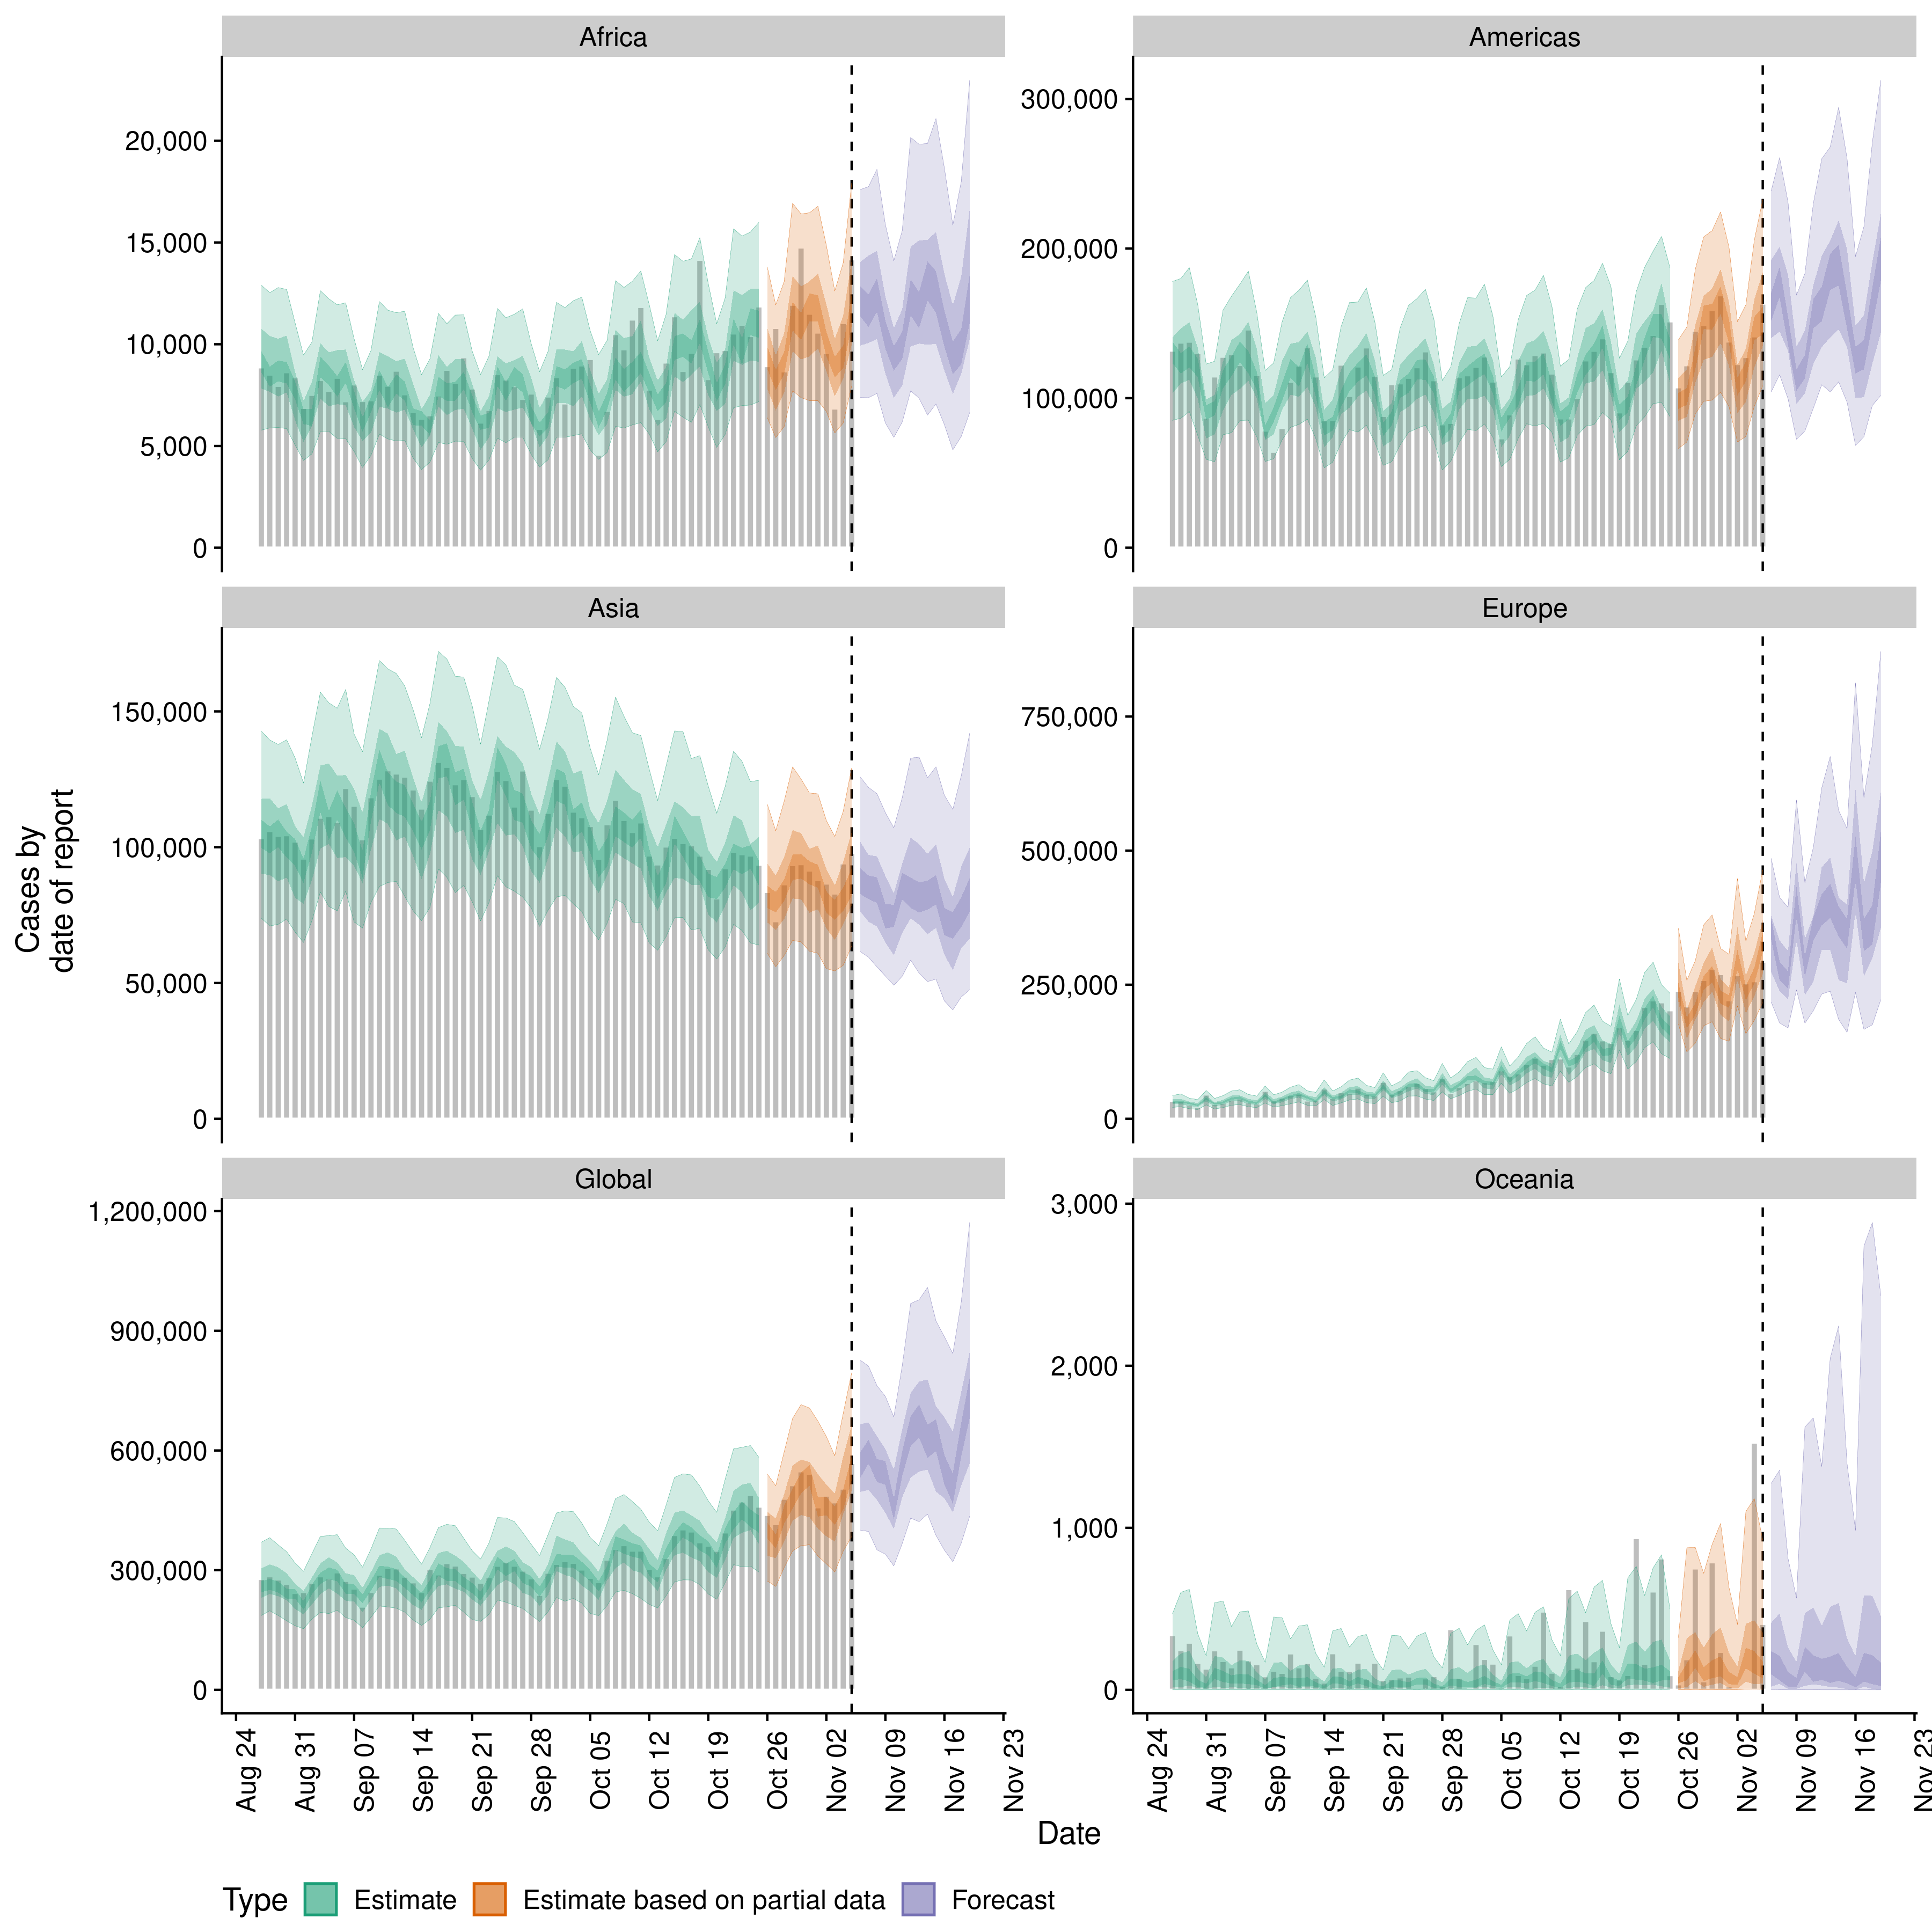 Africa
Americas
20,000
15,000
10,000
5,000
0
300,000
200,000
100,000
0
Asia
Europe
150,000
100,000
50,000
0
750,000
500,000
250,000
0
Cases by
date of report
Global
Oceania
1,200,000
900,000
600,000
300,000
0
3,000
2,000
1,000
0
Aug 24
Aug 31
Sep 07
Sep 14
Sep 21
Sep 28
Oct 05
Oct 12
Oct 19
Oct 26
Nov 02
Nov 09
Nov 16
Nov 23
Aug 24
Aug 31
Sep 07
Sep 14
Sep 21
Sep 28
Oct 05
Oct 12
Oct 19
Oct 26
Nov 02
Nov 09
Nov 16
Nov 23
Date
Type Estimate Estimate based on partial data Forecast